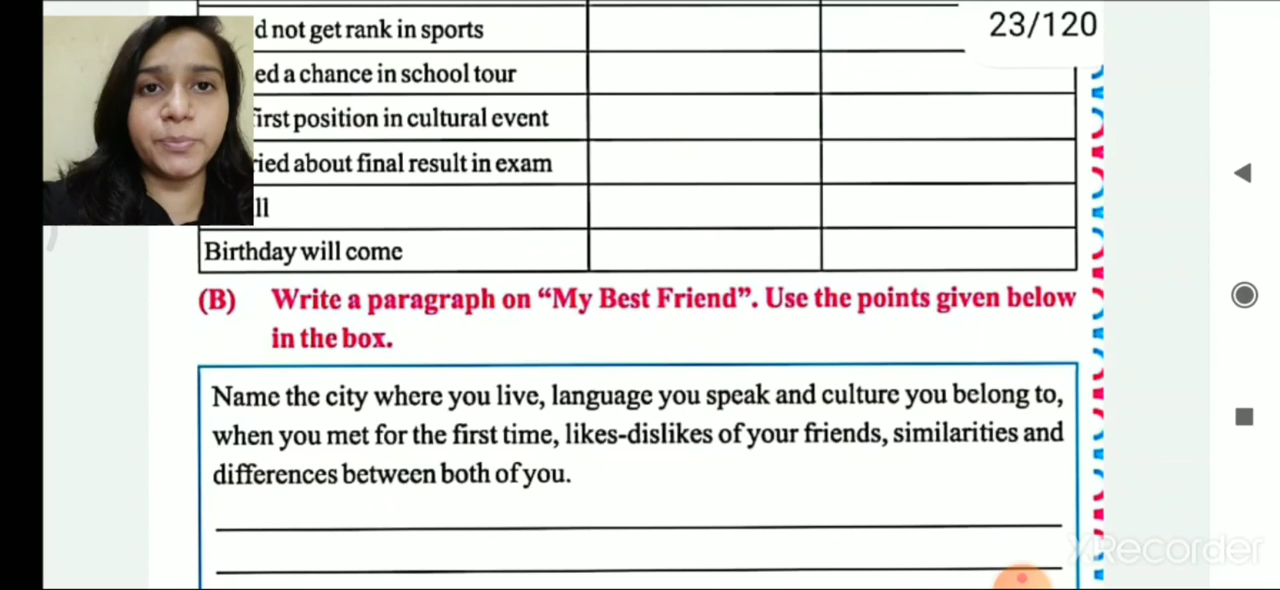 d not get rank in sports
23/120
ed a chance in school tour
first position in cultural event
ried about final result in exam
ll
Birthday will come
(B) Write a paragraph on “My Best Friend”. Use the points given below
in the box.
Name the city where you live, language you speak and culture you belong to,
when you met for the first time, likes-dislikes of your friends, similarities and
differences between both of you.
XRecorder